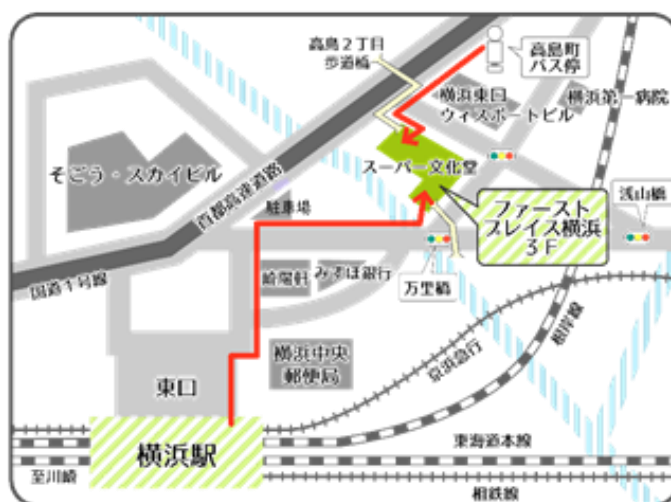 高島2丁目
歩道橋
高島町
バス停
横浜東口
ウィスポートビル
横浜第一病院
そごう・スカイビル
首都高速道路
スーパー文化堂
駐車場
ファースト
プレイス横浜
3F
浅山橋
国道1号線
崎陽軒
みずほ銀行
万里橋
横浜中央
郵便局
東口
京浜急行
根岸線
横浜駅
東海道本線
至川崎
相鉄線